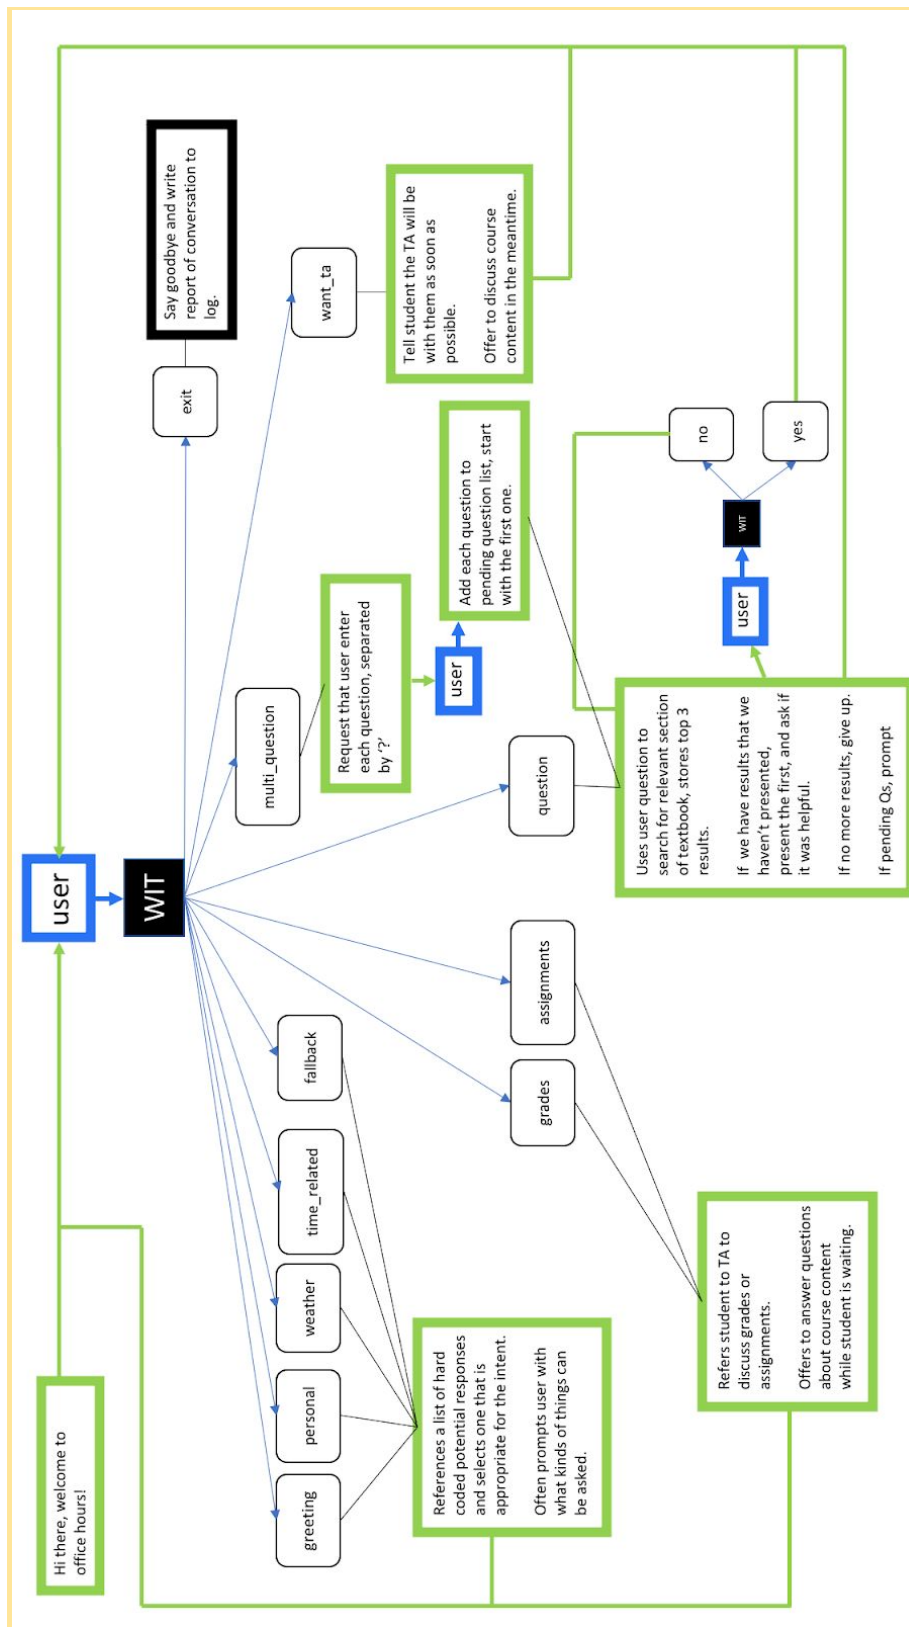 Hi there, welcome to
office hours!
user
WIT
greeting
personal
weather
time_related
fallback
grades
assignments
question
multi_question
exit
want_ta
Say goodbye and write
report of conversation to
log.
References a list of hard
coded potential responses
and selects one that is
appropriate for the intent.
Often prompts user with
what kinds of things can
be asked.
Refers student to TA to
discuss grades or
assignments.
Offers to answer questions
about course content
while student is waiting.
Request that user enter
each question, separated
by ‘?’
user
Add each question to
pending question list, start
with the first one.
Tell student the TA will be
with them as soon as
possible.
Offer to discuss course
content in the meantime.
Uses user question to
search for relevant section
of textbook, stores top 3
results.
If we have results that we
haven’t presented,
present the first, and ask if
it was helpful.
If no more results, give up.
If pending Qs, prompt
user
WIT
no
yes